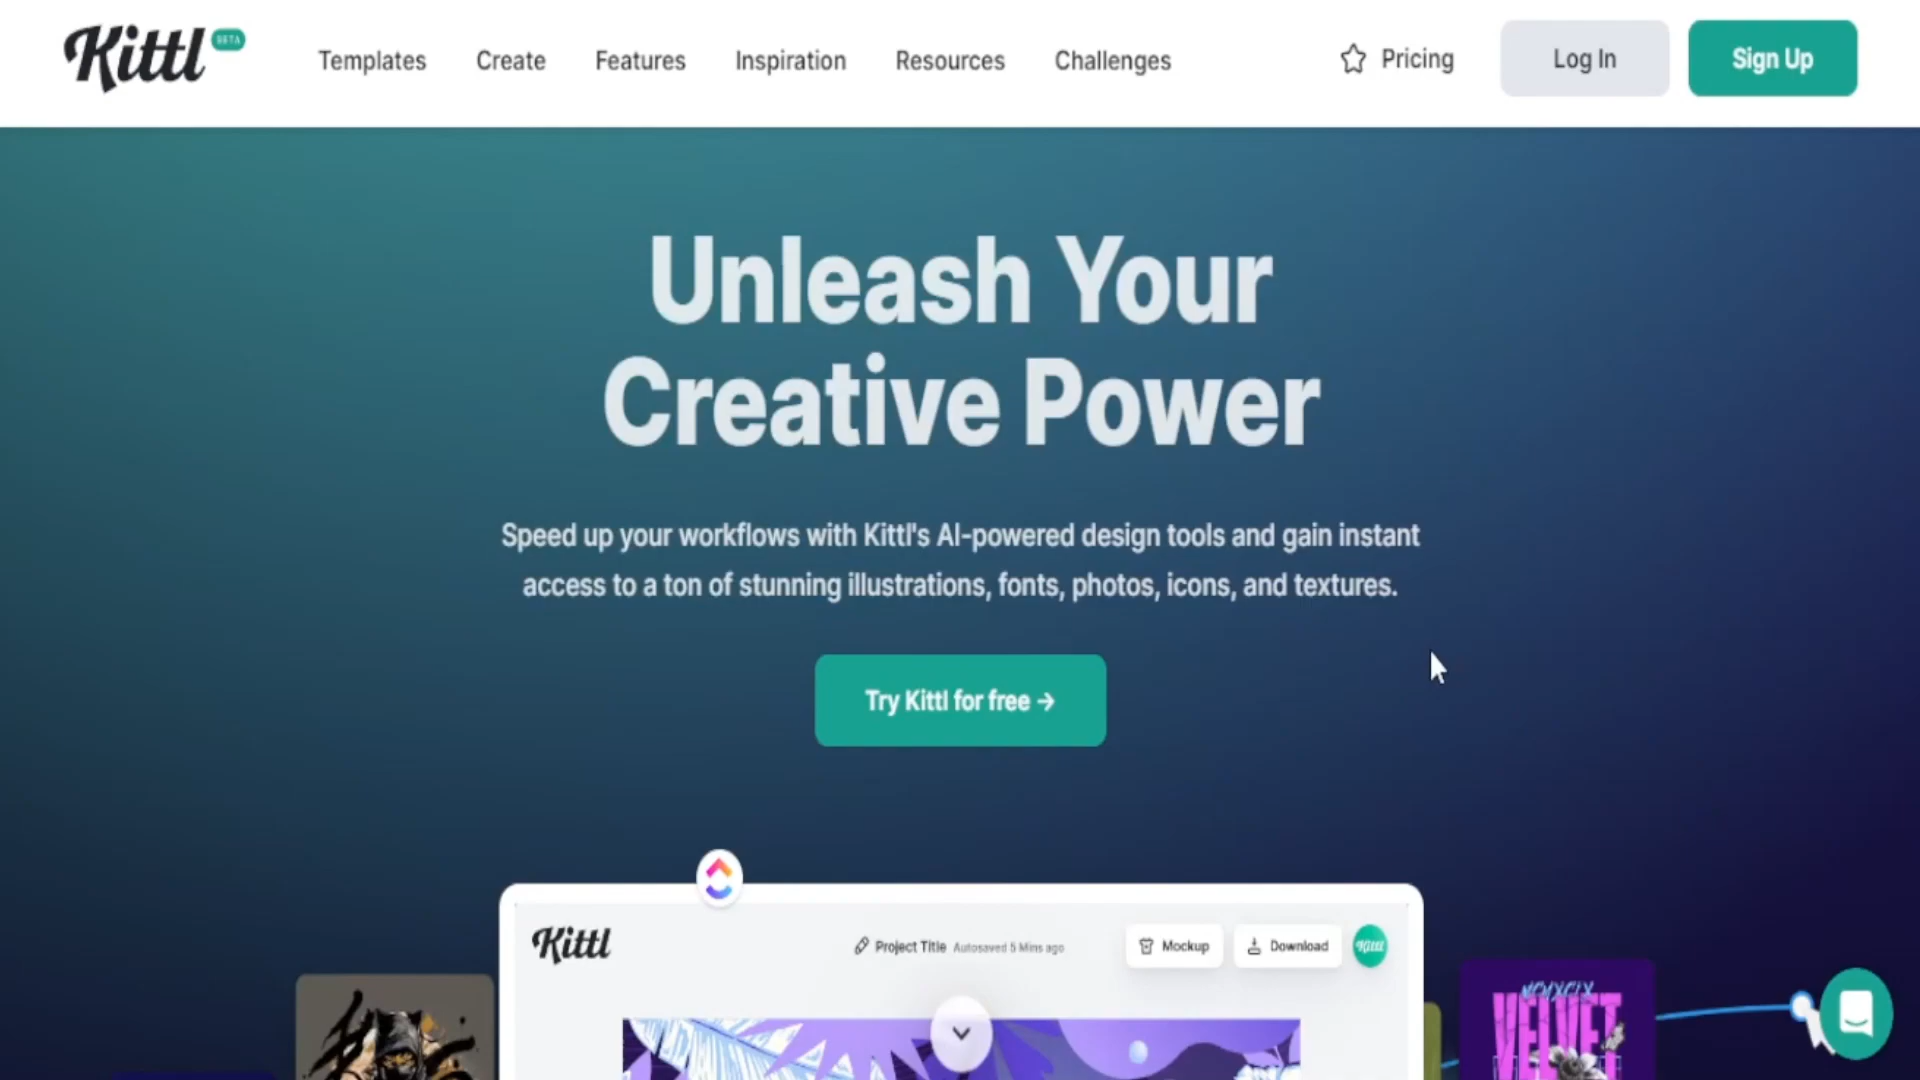 Kittl BETA
Templates Create Features Inspiration Resources Challenges Pricing Log In Sign Up
Unleash Your
Creative Power
Speed up your workflows with Kittl's AI-powered design tools and gain instant
access to a ton of stunning illustrations, fonts, photos, icons, and textures.
Try Kittl for free →
Kittl Project Title Autosaved 5 Mins ago Mockup Download Kittl
MCMXCIX
VELVET